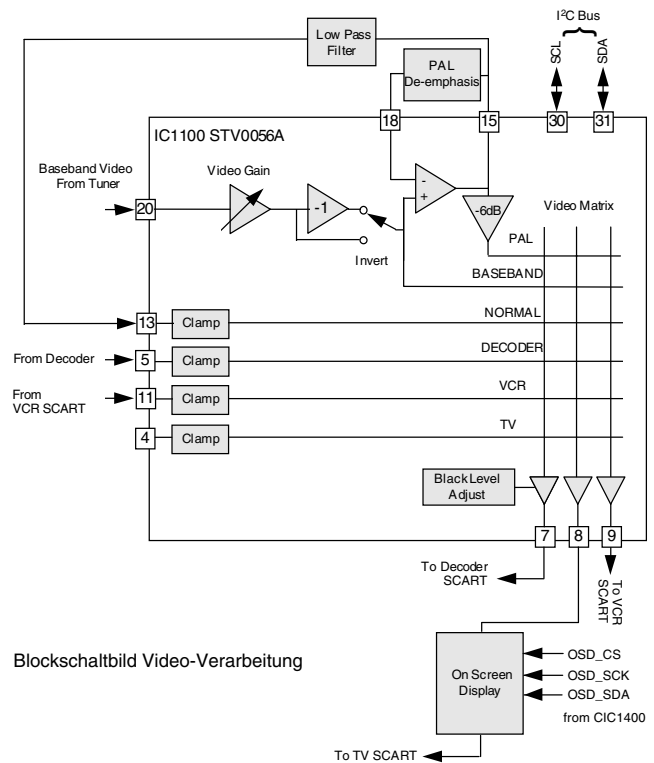 I²C Bus
SCL
SDA
Low Pass
Filter
PAL
De-emphasis
18
15
30
31
IC1100 STV0056A
Baseband Video
From Tuner
20
Video Gain
-1
Invert
-
+
-6dB
Video Matrix
PAL
BASEBAND
13
Clamp
NORMAL
From Decoder
5
Clamp
DECODER
From
VCR SCART
11
Clamp
VCR
4
Clamp
TV
Black Level
Adjust
7
8
9
To Decoder
SCART
To VCR
SCART
Blockschaltbild Video-Verarbeitung
On Screen
Display
OSD_CS
OSD_SCK
OSD_SDA
from CIC1400
To TV SCART